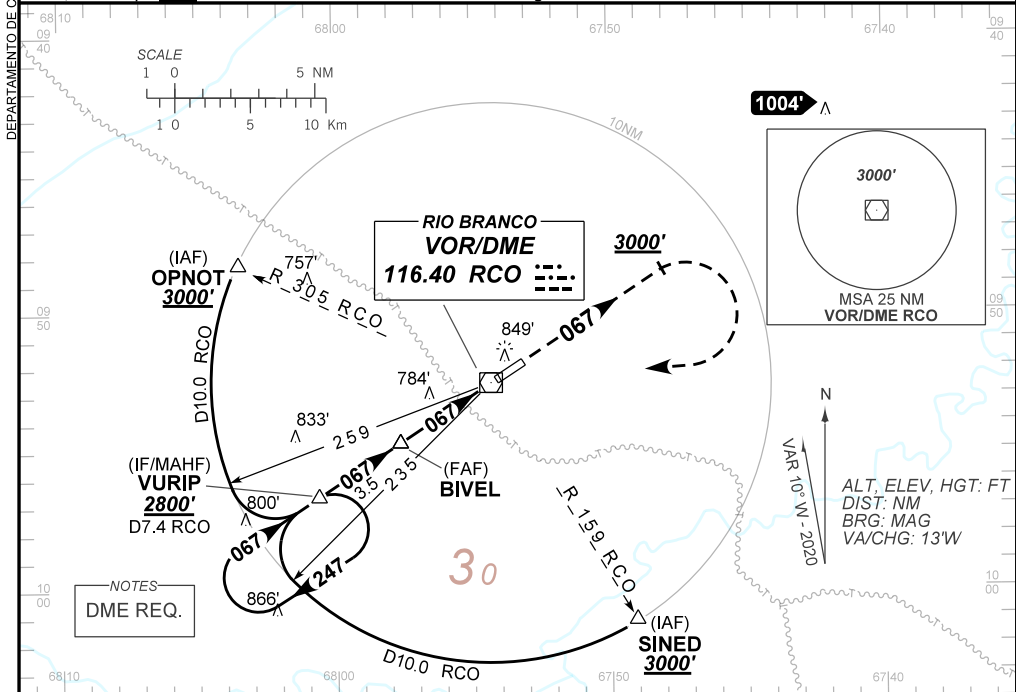 DEPARTAMENTO DE C
68 10
68 00
67 50
67 40
09 40
09 40
SCALE
1 0 5 NM
1 0 5 10 Km
10NM
1004'
3000'
MSA 25 NM
VOR/DME RCO
RIO BRANCO
VOR/DME
116.40 RCO
3000'
(IAF)
OPNOT
3000'
757'
R 305 RCO
09 50
09 50
067
849'
784'
D10.0 RCO
833'
259
067
N
VAR 10° W - 2020
ALT, ELEV, HGT: FT
DIST: NM
BRG: MAG
VA/CHG: 13'W
(IF/MAHF)
VURIP
2800'
D7.4 RCO
067
3.5
235
(FAF)
BIVEL
800'
R 159 RCO
067
247
30
866'
NOTES
DME REQ.
10 00
10 00
(IAF)
SINED
3000'
D10.0 RCO
68 10
68 00
67 50
67 40